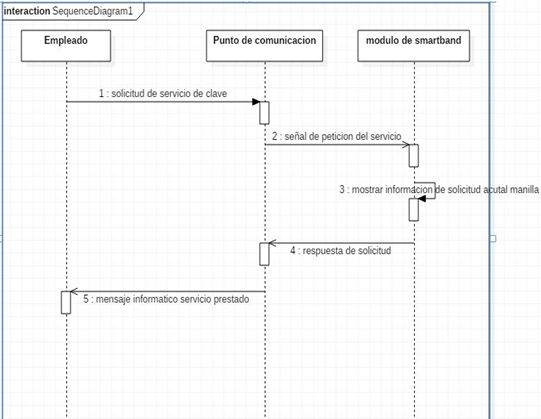 interaction SequenceDiagram1
Empleado
Punto de comunicacion
modulo de smartband
1 : solicitud de servicio de clave
2 : señal de peticion del servicio
3 : mostrar informacion de solicitud acutal manilla
4 : respuesta de solicitud
5 : mensaje informatico servicio prestado